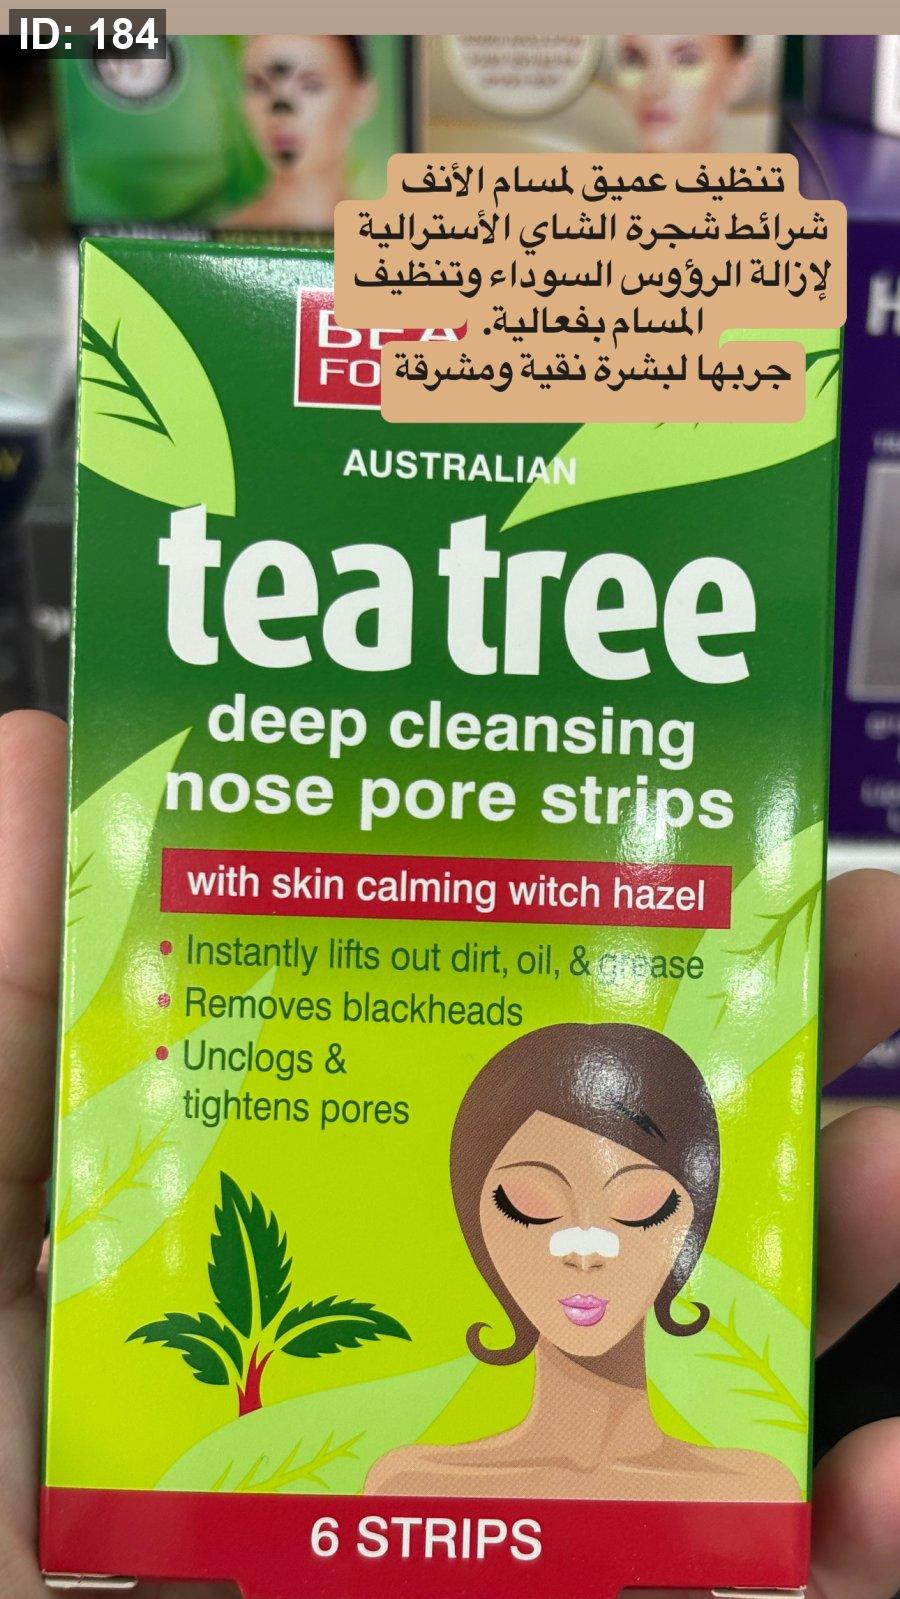 ID: 184
تنظيف عميق لمسام الأنف
شرائط شجرة الشاي الأسترالية
لإزالة الرؤوس السوداء وتنظيف
المسام بفعالية.
جربها لبشرة نقية ومشرقة
AUSTRALIAN
tea tree
deep cleansing
nose pore strips
with skin calming witch hazel
• Instantly lifts out dirt, oil, & grease
• Removes blackheads
• Unclogs &
tightens pores
6 STRIPS